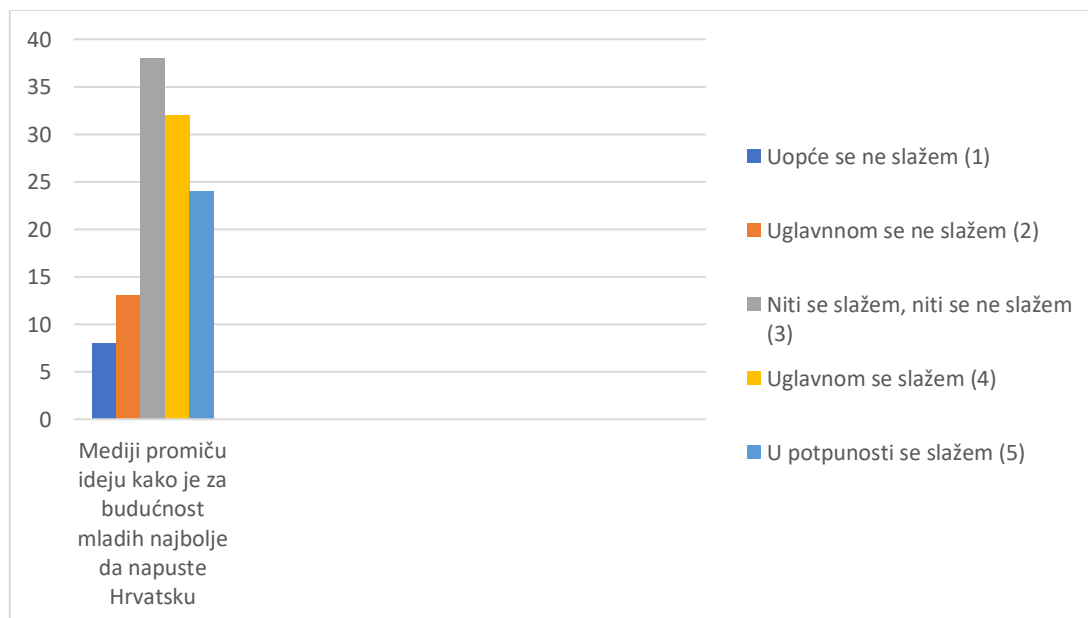 40
35
30
25
20
15
10
5
0
Mediji promiču
ideju kako je za
budućnost
mladih najbolje
da napuste
Hrvatsku
Uopće se ne slažem (1)
Uglavnnom se ne slažem (2)
Niti se slažem, niti se ne slažem
(3)
Uglavnom se slažem (4)
U potpunosti se slažem (5)